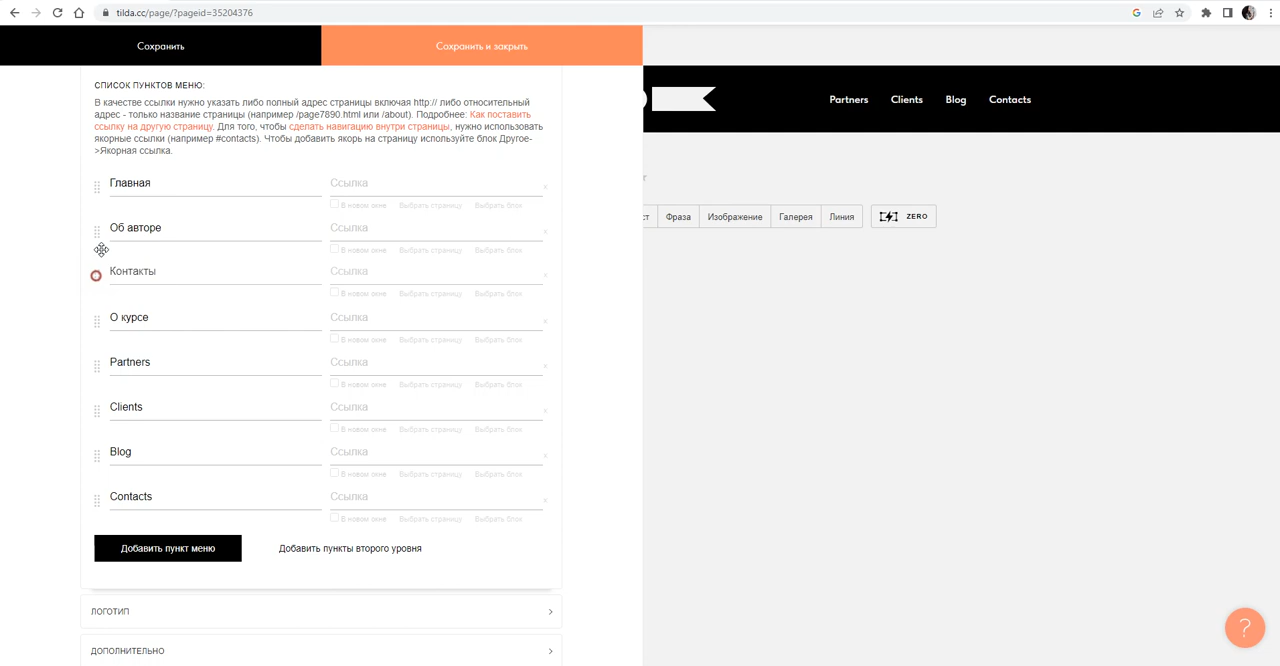 tilda.cc/page/?pageid=35204376
Сохранить
Сохранить и закрыть
СПИСОК ПУНКТОВ МЕНЮ:
В качестве ссылки нужно указать либо полный адрес страницы включая http:// либо относительный
адрес - только название страницы (например /page7890.html или /about). Подробнее: Как поставить
ссылку на другую страницу. Для того, чтобы сделать навигацию внутри страницы, нужно использовать
якорные ссылки (например #contacts). Чтобы добавить якорь на страницу используйте блок Другое-
>Якорная ссылка.
Главная Ссылка
В новом окне Выбрать страницу Выбрать блок
Об авторе Ссылка
В новом окне Выбрать страницу Выбрать блок
Контакты Ссылка
В новом окне Выбрать страницу Выбрать блок
О курсе Ссылка
В новом окне Выбрать страницу Выбрать блок
Partners Ссылка
В новом окне Выбрать страницу Выбрать блок
Clients Ссылка
В новом окне Выбрать страницу Выбрать блок
Blog Ссылка
В новом окне Выбрать страницу Выбрать блок
Contacts Ссылка
В новом окне Выбрать страницу Выбрать блок
Добавить пункт меню
Добавить пункты второго уровня
ЛОГОТИП
ДОПОЛНИТЕЛЬНО
Partners Clients Blog Contacts
Фраза Изображение Галерея Линия ZERO
?